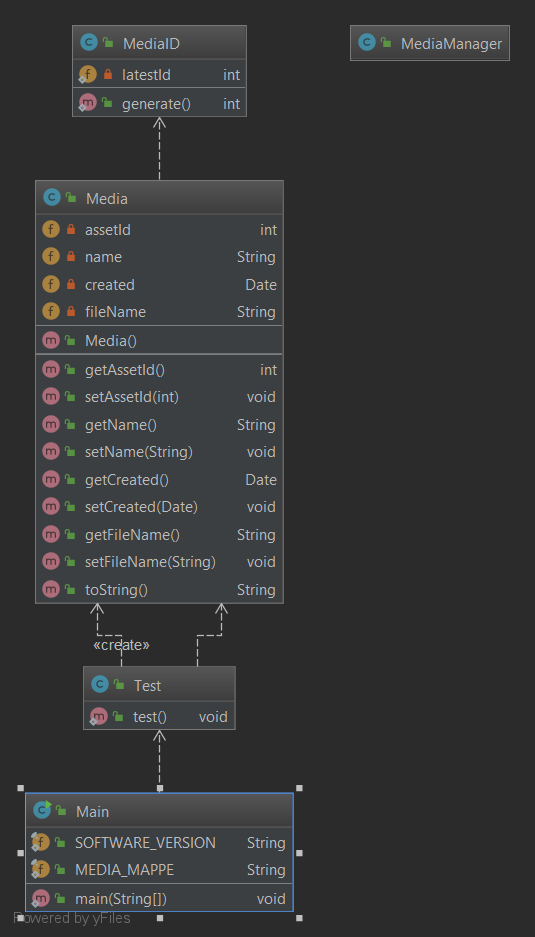 MediaID
latestId int
generate() int
MediaManager
Media
assetId int
name String
created Date
fileName String
Media()
getAssetId() int
setAssetId(int) void
getName() String
setName(String) void
getCreated() Date
setCreated(Date) void
getFileName() String
setFileName(String) void
toString() String
«create»
Test
test() void
Main
SOFTWARE_VERSION String
MEDIA_MAPPE String
main(String[]) void
Powered by yFiles